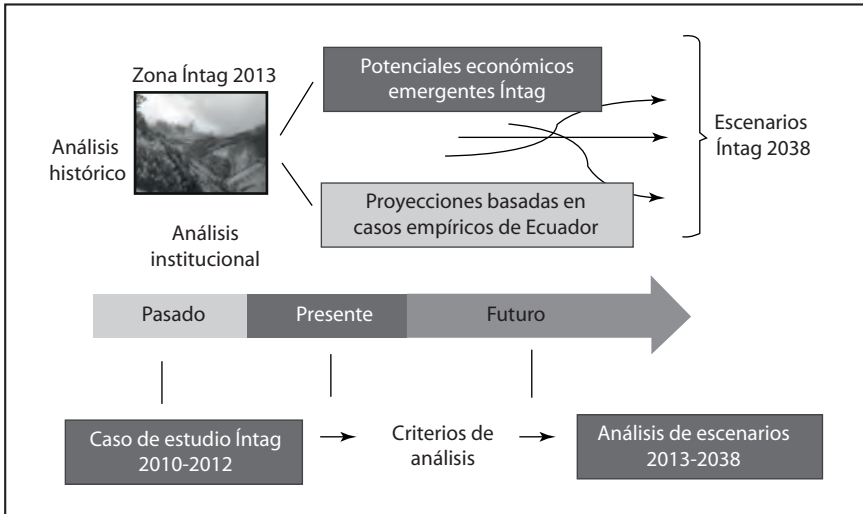 Zona Íntag 2013
Análisis
histórico
Análisis
institucional
Potenciales económicos
emergentes Íntag
Proyecciones basadas en
casos empíricos de Ecuador
Escenarios
Íntag 2038
Pasado
Presente
Futuro
Caso de estudio Íntag
2010-2012
Criterios de
análisis
Análisis de escenarios
2013-2038